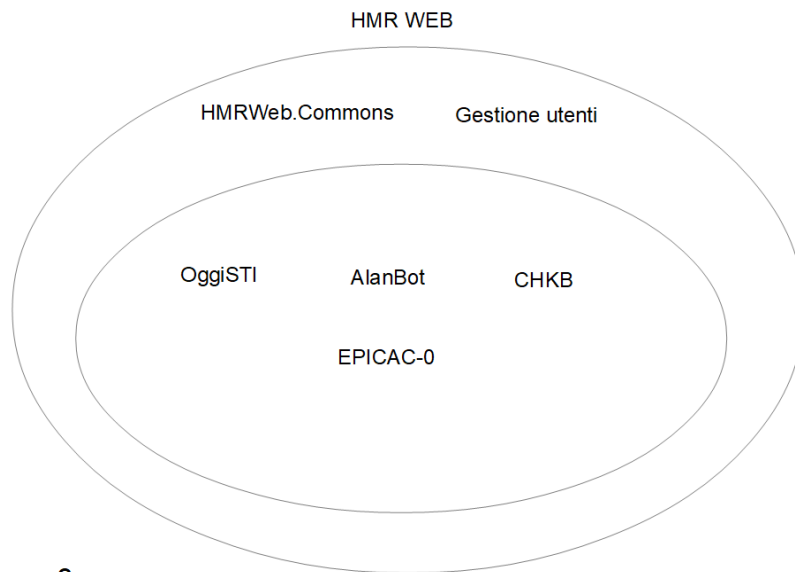 HMR WEB
HMRWeb.Commons
Gestione utenti
OggiSTI
AlanBot
CHKB
EPICAC-0